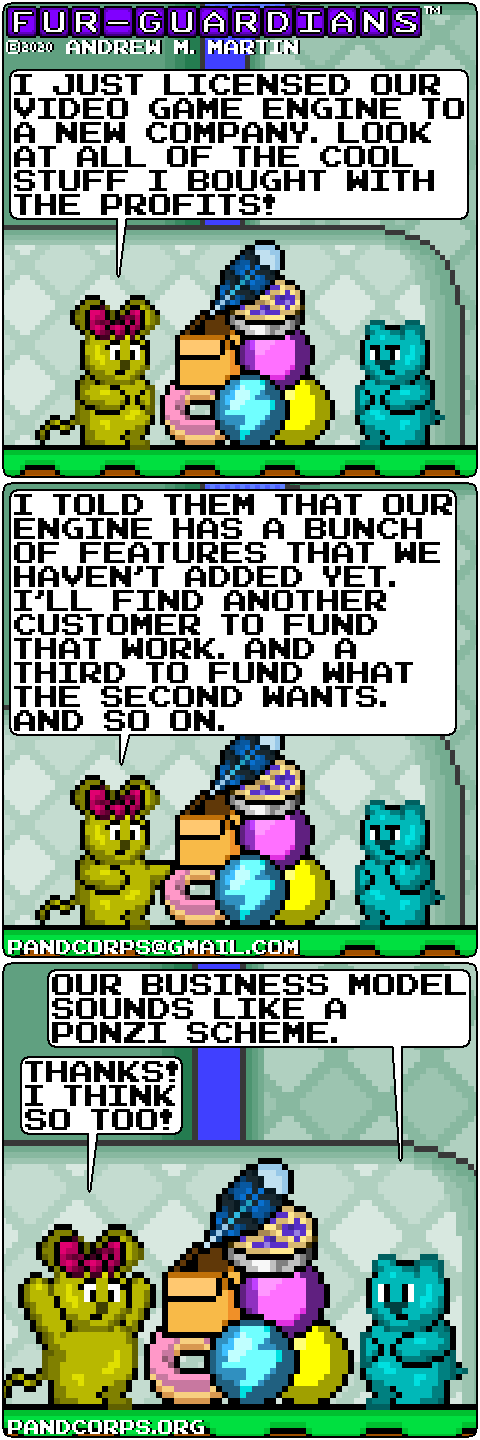 FUR-GUARDIANS™
©2020 ANDREW M. MARTIN
I JUST LICENSED OUR
VIDEO GAME ENGINE TO
A NEW COMPANY. LOOK
AT ALL OF THE COOL
STUFF I BOUGHT WITH
THE PROFITS!
I TOLD THEM THAT OUR
ENGINE HAS A BUNCH
OF FEATURES THAT WE
HAVEN'T ADDED YET.
I'LL FIND ANOTHER
CUSTOMER TO FUND
THAT WORK. AND A
THIRD TO FUND WHAT
THE SECOND WANTS.
AND SO ON.
PANDCORPS@GMAIL.COM
OUR BUSINESS MODEL
SOUNDS LIKE A
PONZI SCHEME.
THANKS!
I THINK
SO TOO!
PANDCORPS.ORG